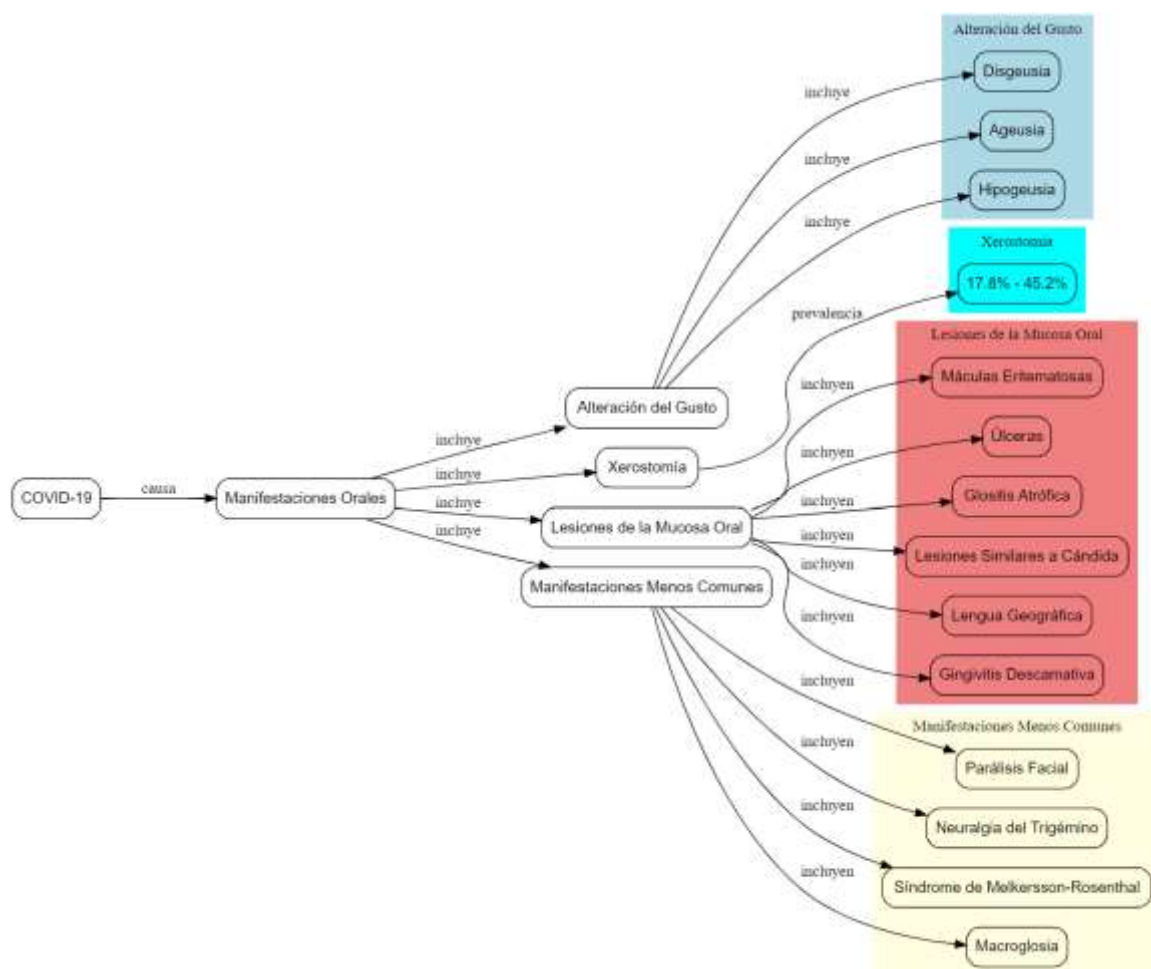 COVID-19
causa
Manifestaciones Orales
incluye
incluye
incluye
incluye
Alteración del Gusto
Xerostomía
Lesiones de la Mucosa Oral
Manifestaciones Menos Comunes
incluye
incluye
incluye
prevalencia
incluyen
incluyen
incluyen
incluyen
incluyen
incluyen
incluyen
incluyen
incluyen
incluyen
Alteración del Gusto
Disgeusia
Ageusia
Hipogeusia
Xerostomía
17.8% - 45.2%
Lesiones de la Mucosa Oral
Máculas Eritematosas
Úlceras
Glositis Atrófica
Lesiones Similares a Cándida
Lengua Geográfica
Gingivitis Descamativa
Manifestaciones Menos Comunes
Parálisis Facial
Neuralgia del Trigémino
Síndrome de Melkersson-Rosenthal
Macroglosia